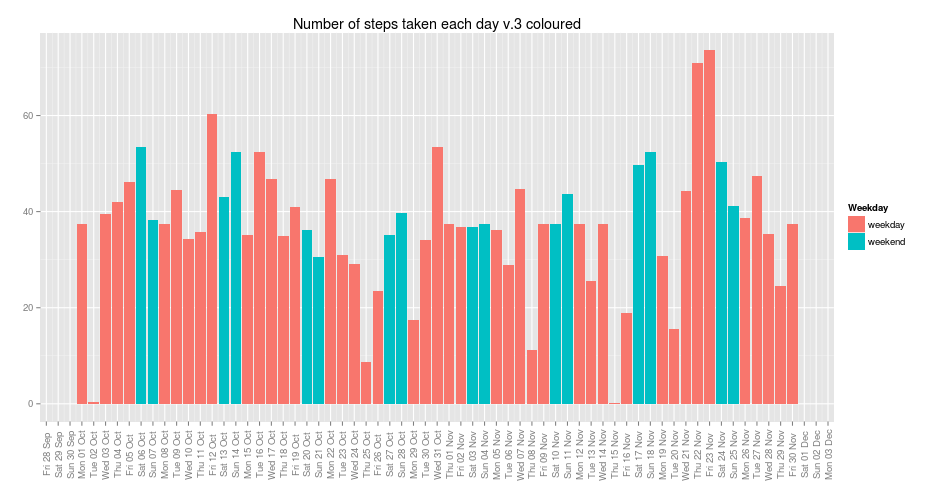 Number of steps taken each day v.3 coloured
60
40
20
0
Weekday
weekday
weekend
Fri 28 Sep
Sat 29 Sep
Sun 30 Sep
Mon 01 Oct
Tue 02 Oct
Wed 03 Oct
Thu 04 Oct
Fri 05 Oct
Sat 06 Oct
Sun 07 Oct
Mon 08 Oct
Tue 09 Oct
Wed 10 Oct
Thu 11 Oct
Fri 12 Oct
Sat 13 Oct
Sun 14 Oct
Mon 15 Oct
Tue 16 Oct
Wed 17 Oct
Thu 18 Oct
Fri 19 Oct
Sat 20 Oct
Sun 21 Oct
Mon 22 Oct
Tue 23 Oct
Wed 24 Oct
Thu 25 Oct
Fri 26 Oct
Sat 27 Oct
Sun 28 Oct
Mon 29 Oct
Tue 30 Oct
Wed 31 Oct
Thu 01 Nov
Fri 02 Nov
Sat 03 Nov
Sun 04 Nov
Mon 05 Nov
Tue 06 Nov
Wed 07 Nov
Thu 08 Nov
Fri 09 Nov
Sat 10 Nov
Sun 11 Nov
Mon 12 Nov
Tue 13 Nov
Wed 14 Nov
Thu 15 Nov
Fri 16 Nov
Sat 17 Nov
Sun 18 Nov
Mon 19 Nov
Tue 20 Nov
Wed 21 Nov
Thu 22 Nov
Fri 23 Nov
Sat 24 Nov
Sun 25 Nov
Mon 26 Nov
Tue 27 Nov
Wed 28 Nov
Thu 29 Nov
Fri 30 Nov
Sat 01 Dec
Sun 02 Dec
Mon 03 Dec